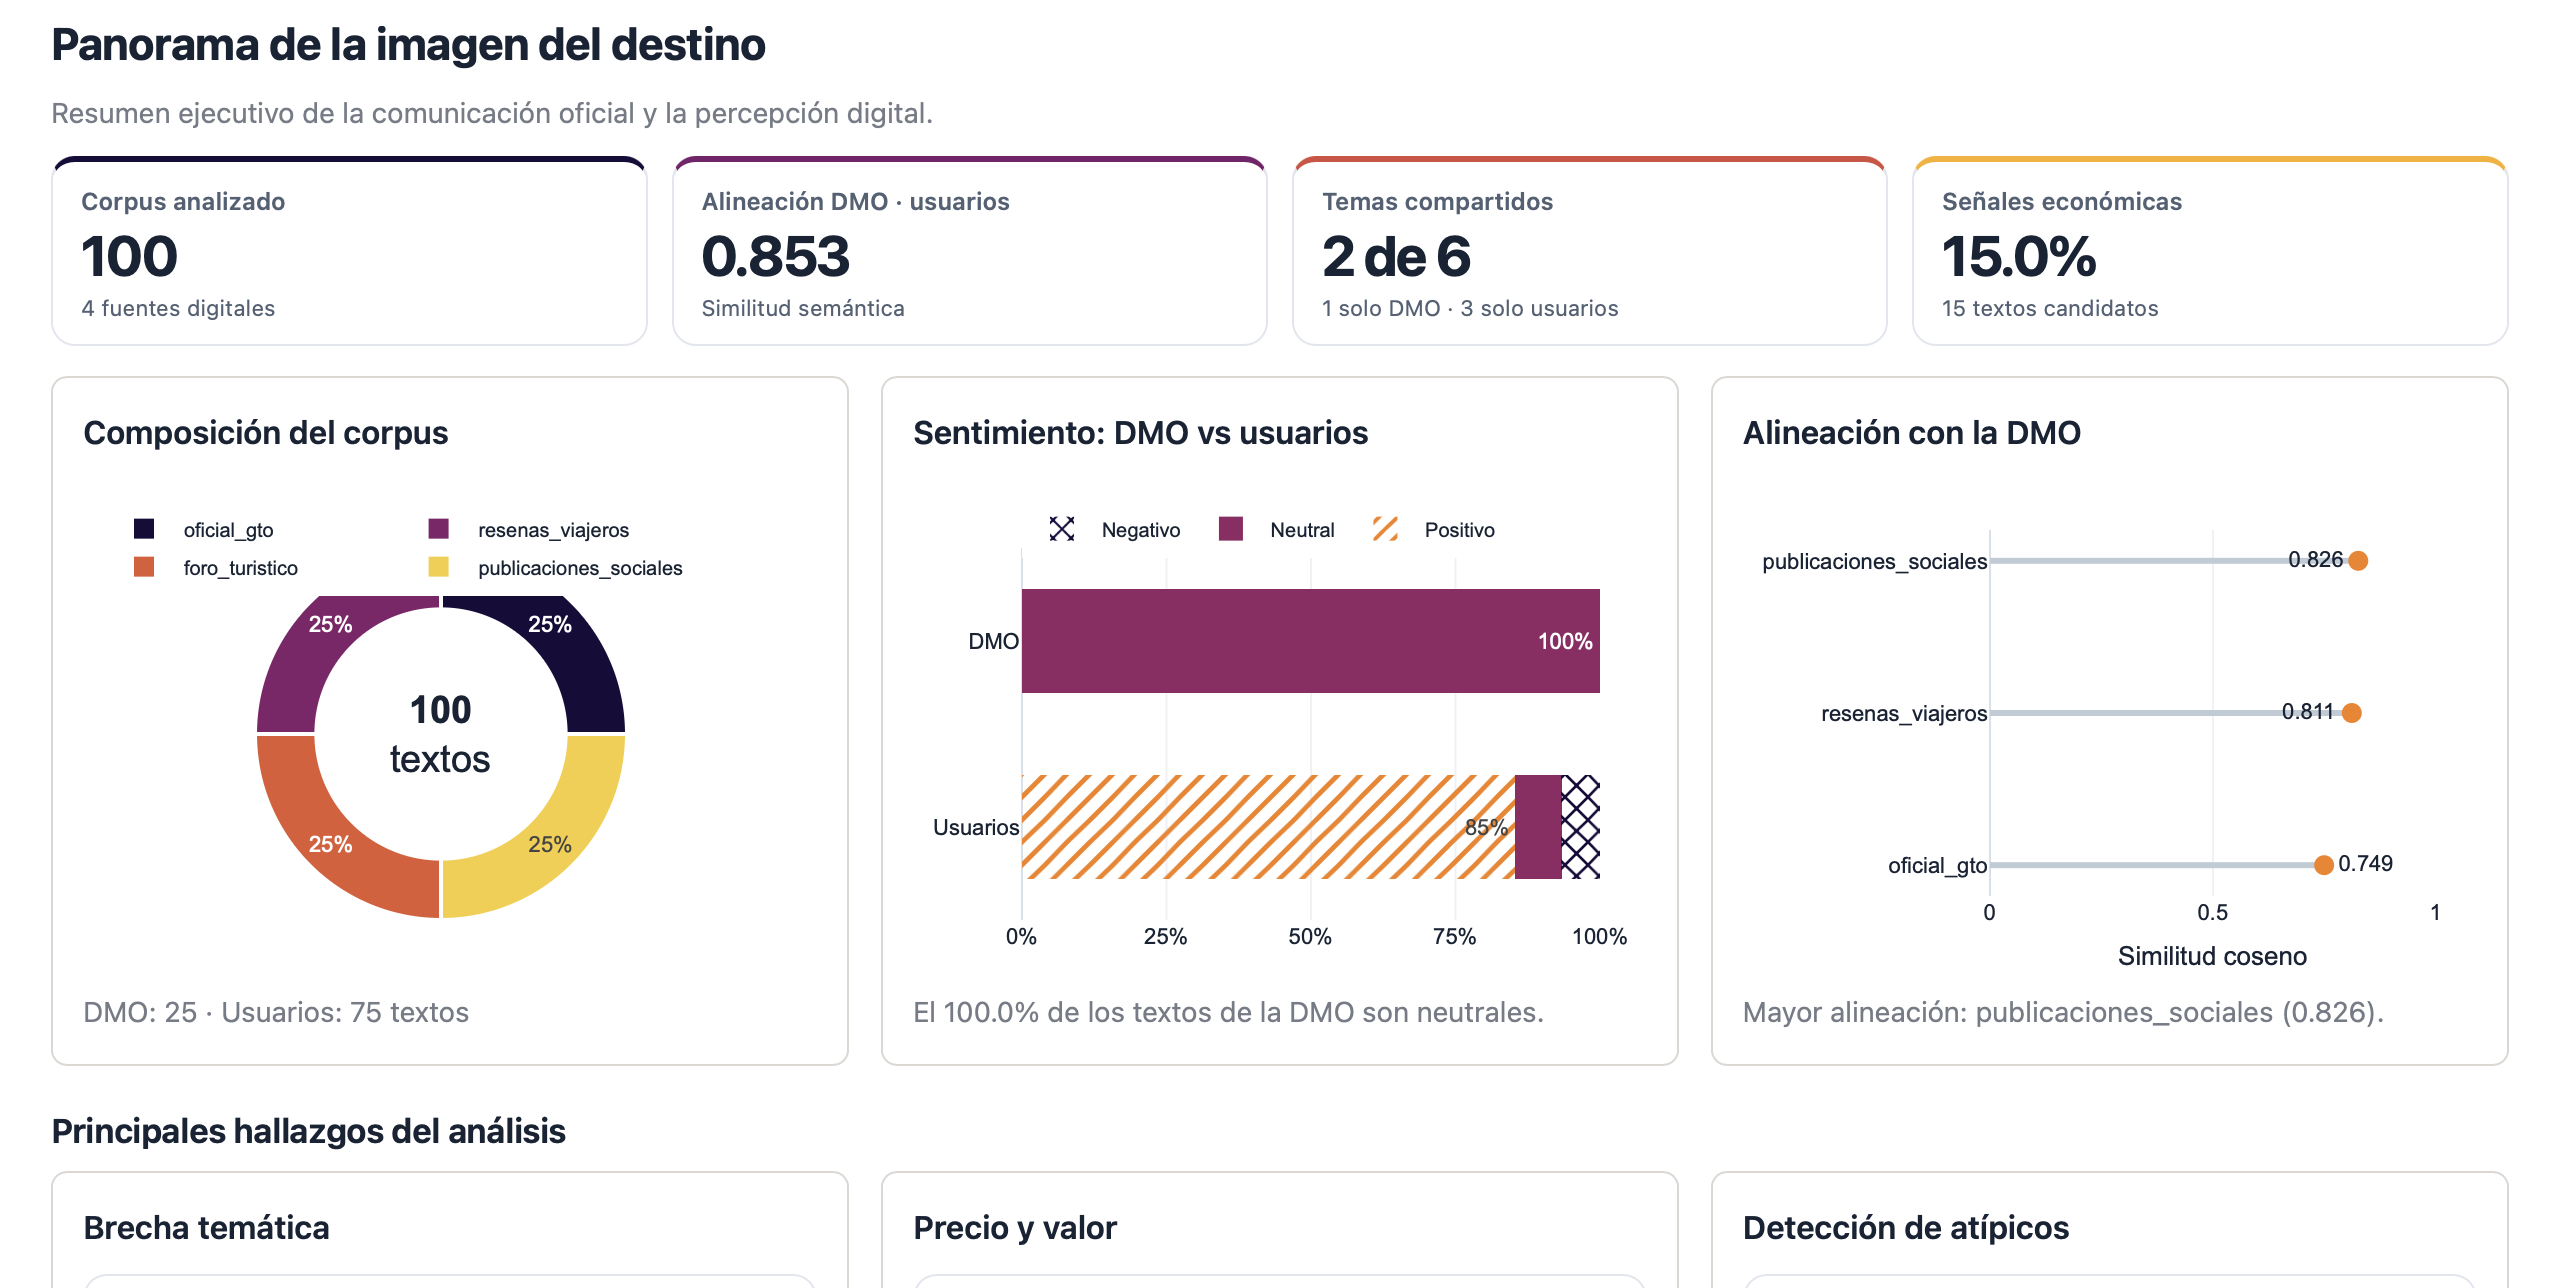 Panorama de la imagen del destino
Resumen ejecutivo de la comunicación oficial y la percepción digital.
Corpus analizado
100
4 fuentes digitales
Alineación DMO · usuarios
0.853
Similitud semántica
Temas compartidos
2 de 6
1 solo DMO · 3 solo usuarios
Señales económicas
15.0%
15 textos candidatos
Composición del corpus
oficial_gto
resenas_viajeros
foro_turistico
publicaciones_sociales
25%
25%
100
textos
25%
25%
DMO: 25 · Usuarios: 75 textos
Sentimiento: DMO vs usuarios
Negativo
Neutral
Positivo
DMO
100%
Usuarios
85%
0%
25%
50%
75%
100%
El 100.0% de los textos de la DMO son neutrales.
Alineación con la DMO
publicaciones_sociales
0.826
resenas_viajeros
0.811
oficial_gto
0.749
0
0.5
1
Similitud coseno
Mayor alineación: publicaciones_sociales (0.826).
Principales hallazgos del análisis
Brecha temática
Precio y valor
Detección de atípicos